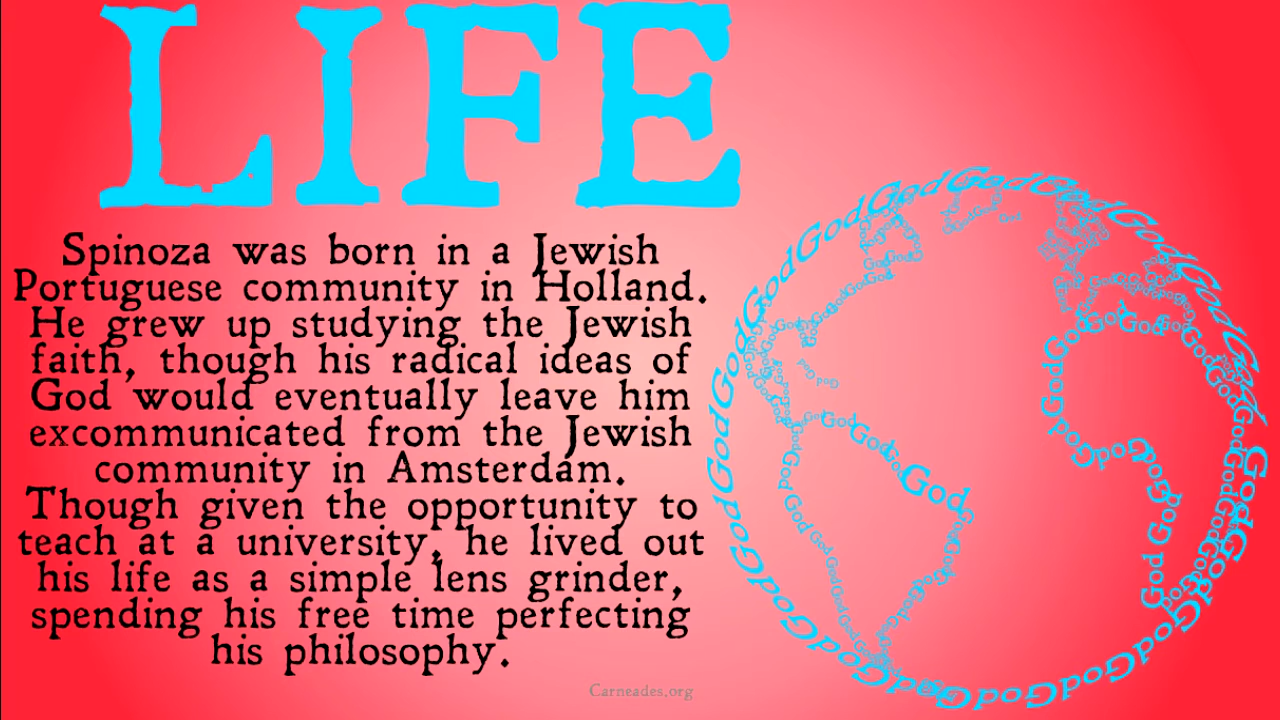 LIFE
Spinoza was born in a Jewish
Portuguese community in Holland.
He grew up studying the Jewish
faith, though his radical ideas of
God would eventually leave him
excommunicated from the Jewish
community in Amsterdam.
Though given the opportunity to
teach at a university, he lived out
his life as a simple lens grinder,
spending his free time perfecting
his philosophy.
Carneades.org
God